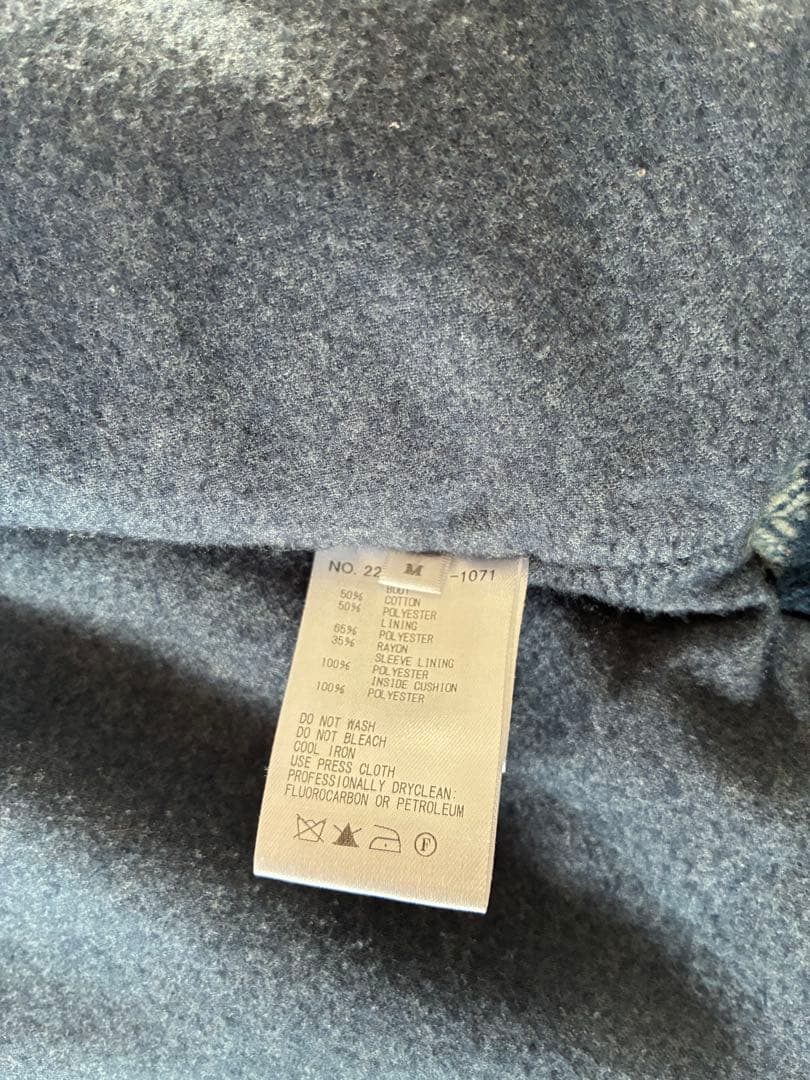 NO. 22 M -1071
BODY
50% COTTON
50% POLYESTER
LINING
65% POLYESTER
35% RAYON
SLEEVE LINING
100% POLYESTER
INSIDE CUSHION
100% POLYESTER
DO NOT WASH
DO NOT BLEACH
COOL IRON
USE PRESS CLOTH
PROFESSIONALLY DRYCLEAN:
FLUOROCARBON OR PETROLEUM
F